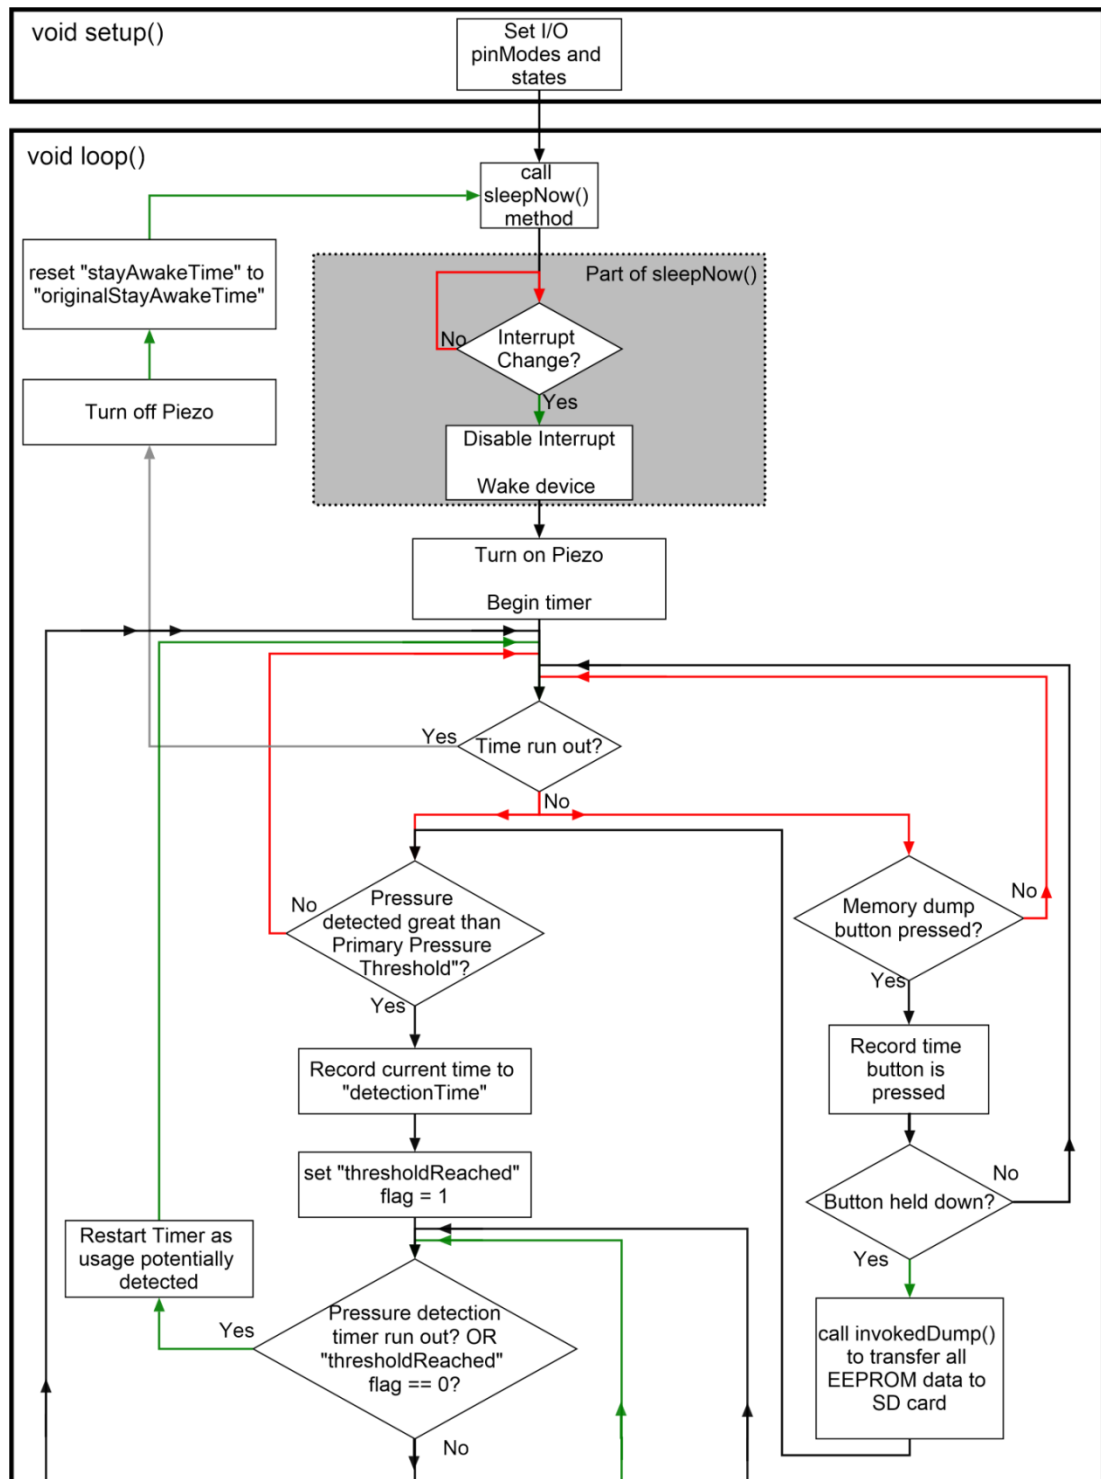 void setup()
Set I/O
pinModes and
states
void loop()
call
sleepNow()
method
reset "stayAwakeTime" to
"originalStayAwakeTime"
Part of sleepNow()
No
Interrupt
Change?
Yes
Turn off Piezo
Disable Interrupt
Wake device
Turn on Piezo
Begin timer
Yes
Time run out?
No
No
Pressure
detected great than
Primary Pressure
Threshold"?
Yes
Memory dump
button pressed?
No
Yes
Record current time to
"detectionTime"
Record time
button is
pressed
set "thresholdReached"
flag = 1
Button held down?
No
Yes
Restart Timer as
usage potentially
detected
Yes
Pressure detection
timer run out? OR
"thresholdReached"
flag == 0?
No
call invokedDump()
to transfer all
EEPROM data to
SD card